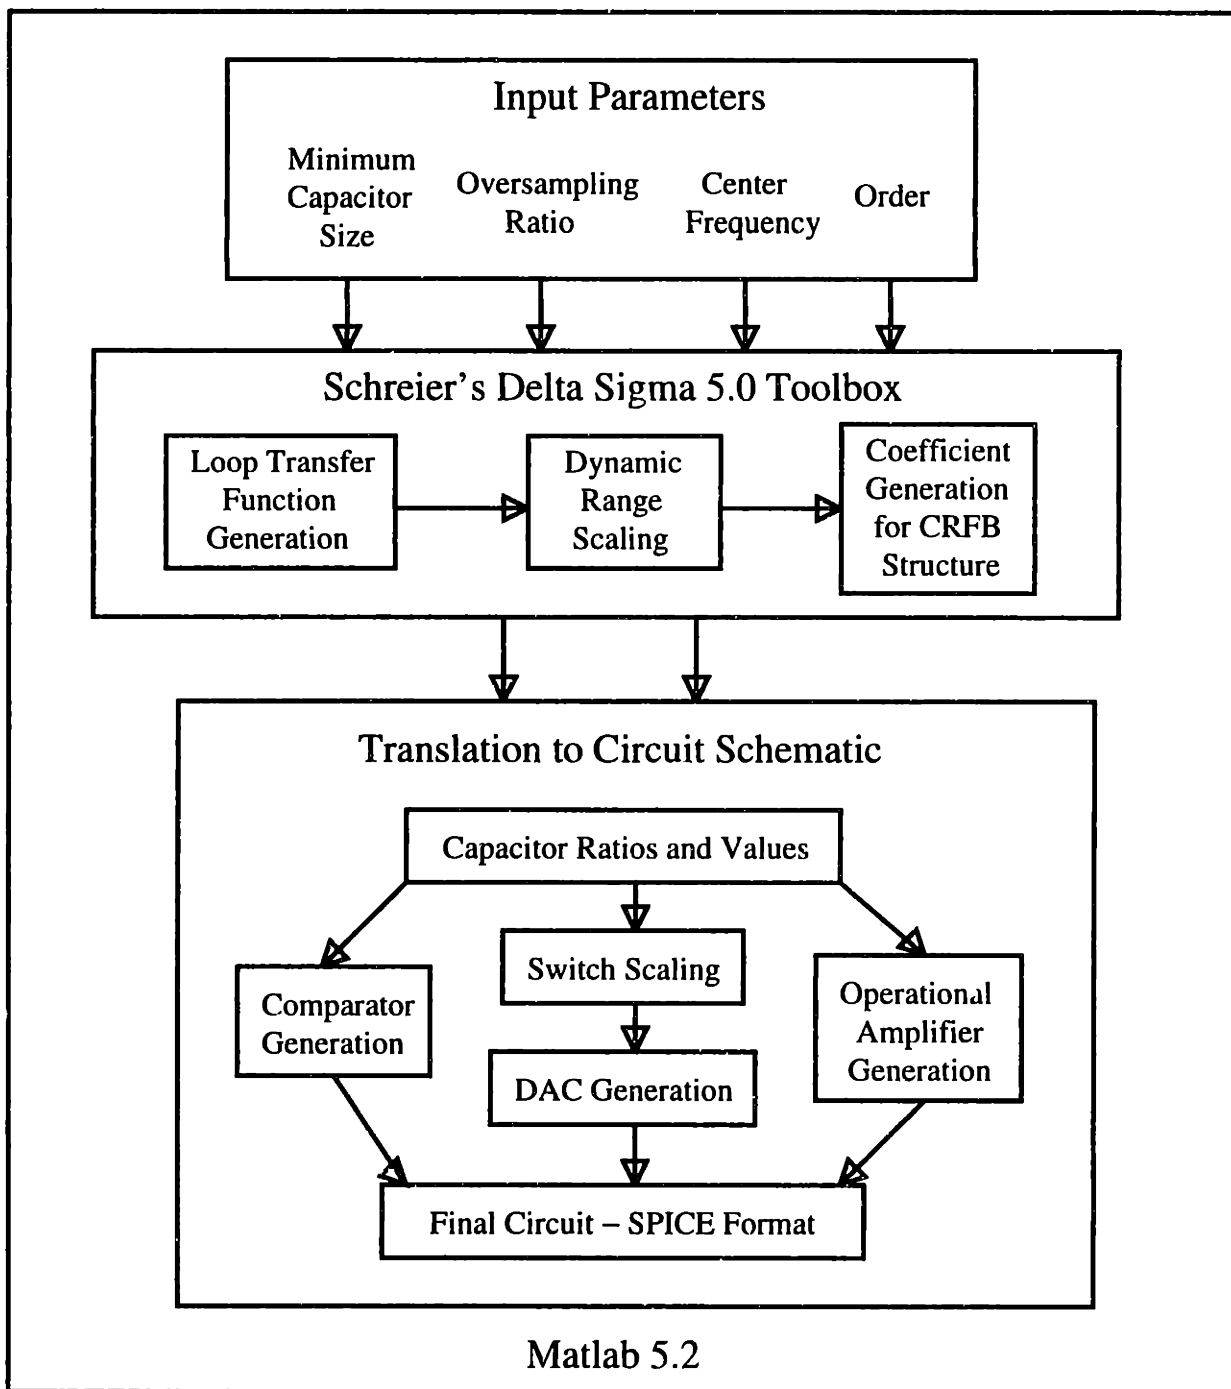 Input Parameters
Minimum
Capacitor
Size
Oversampling
Ratio
Center
Frequency
Order
Schreier's Delta Sigma 5.0 Toolbox
Loop Transfer
Function
Generation
Dynamic
Range
Scaling
Coefficient
Generation
for CRFB
Structure
Translation to Circuit Schematic
Capacitor Ratios and Values
Comparator
Generation
Switch Scaling
DAC Generation
Operational
Amplifier
Generation
Final Circuit – SPICE Format
Matlab 5.2